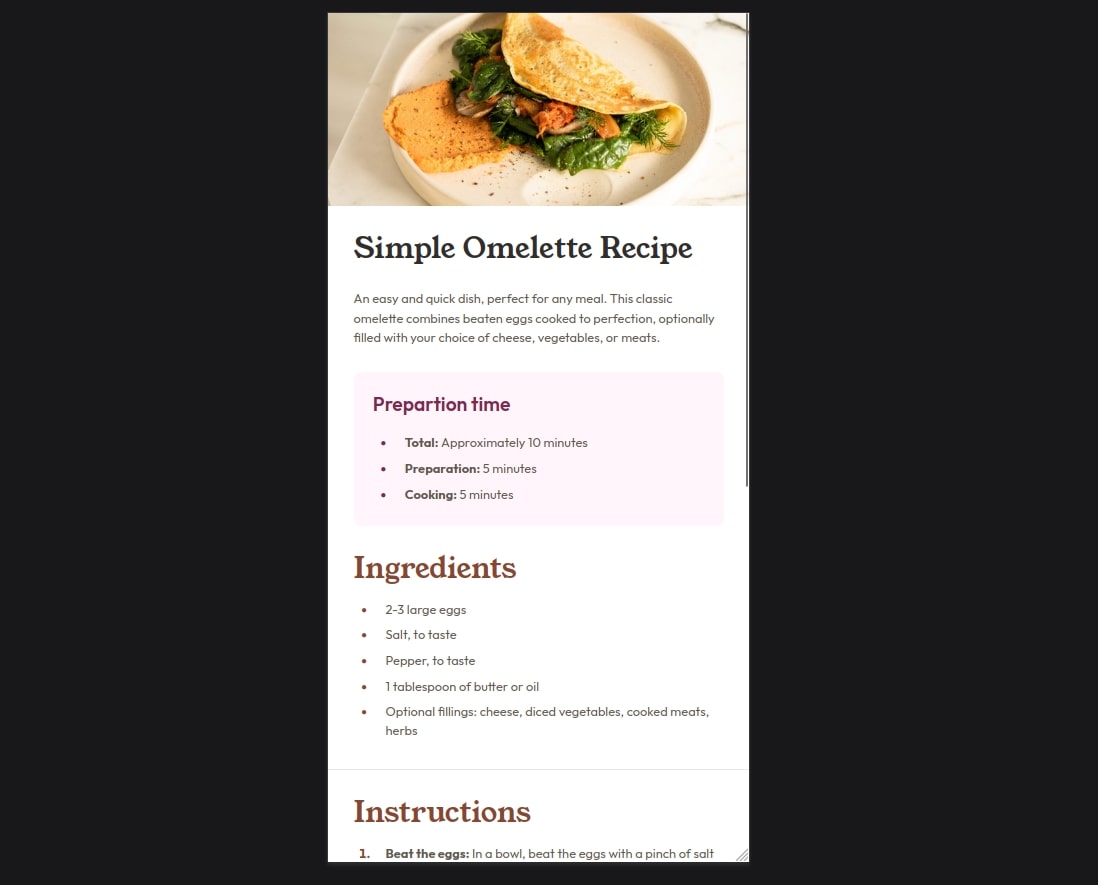 Simple Omelette Recipe
An easy and quick dish, perfect for any meal. This classic
omelette combines beaten eggs cooked to perfection, optionally
filled with your choice of cheese, vegetables, or meats.
Prepartion time
• Total: Approximately 10 minutes
• Preparation: 5 minutes
• Cooking: 5 minutes
Ingredients
• 2-3 large eggs
• Salt, to taste
• Pepper, to taste
• 1 tablespoon of butter or oil
• Optional fillings: cheese, diced vegetables, cooked meats,
herbs
Instructions
1. Beat the eggs: In a bowl, beat the eggs with a pinch of salt